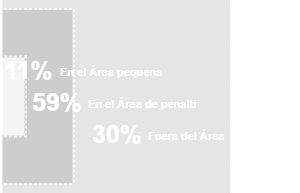 11% En el Área pequena
59% En el Área de penalti
30% Fuera del Área